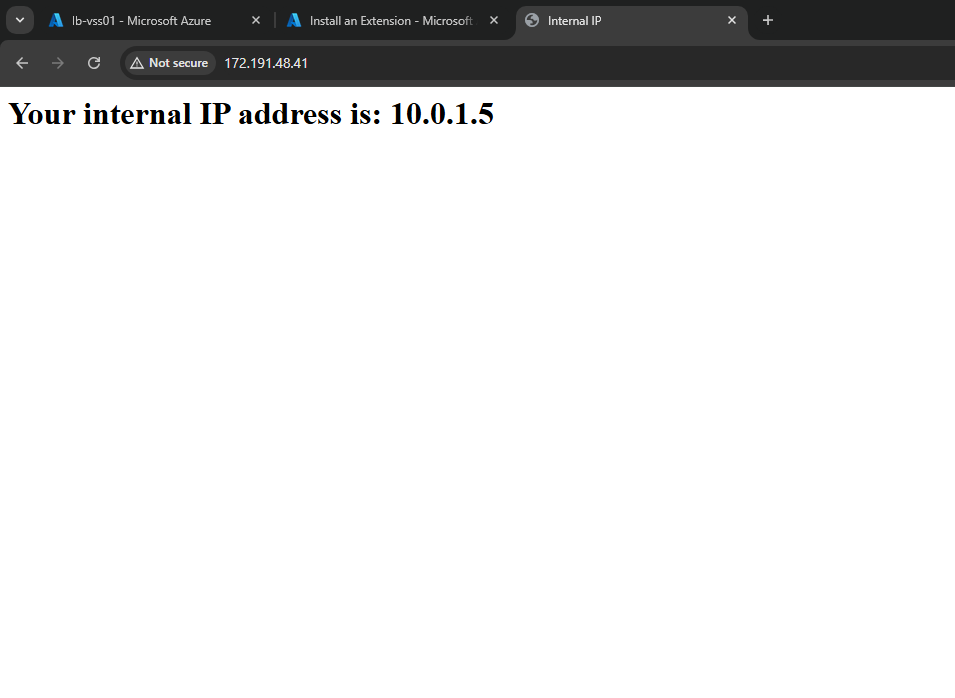 lb-vss01 - Microsoft Azure
Install an Extension - Microsoft
Internal IP
Not secure
172.191.48.41
Your internal IP address is: 10.0.1.5